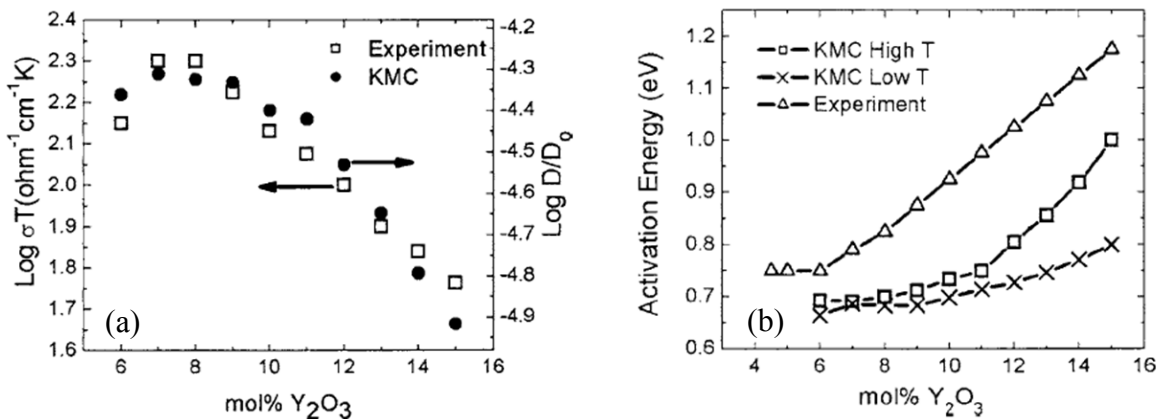 Log σT(ohm⁻¹cm⁻¹K)
2.4
2.3
2.2
2.1
2.0
1.9
1.8
1.7
1.6
□ Experiment
● KMC
-4.2
-4.3
-4.4
-4.5
-4.6
-4.7
-4.8
-4.9
Log D/D₀
(a)
6 8 10 12 14 16
mol% Y₂O₃
Activation Energy (eV)
1.2
1.1
1.0
0.9
0.8
0.7
0.6
KMC High T
KMC Low T
Experiment
(b)
4 6 8 10 12 14 16
mol% Y₂O₃